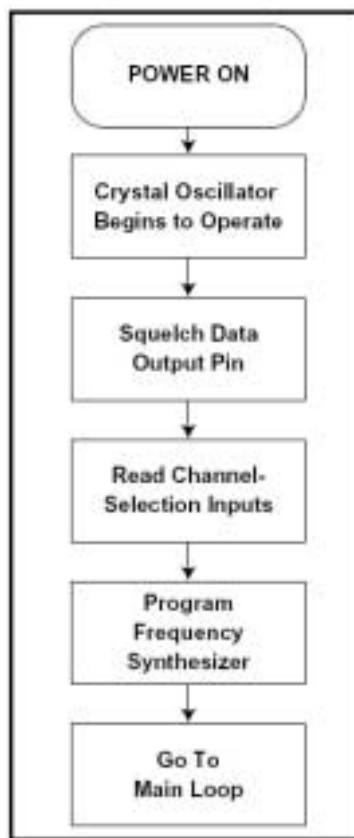 POWER ON
Crystal Oscillator
Begins to Operate
Squelch Data
Output Pin
Read Channel-
Selection Inputs
Program
Frequency
Synthesizer
Go To
Main Loop